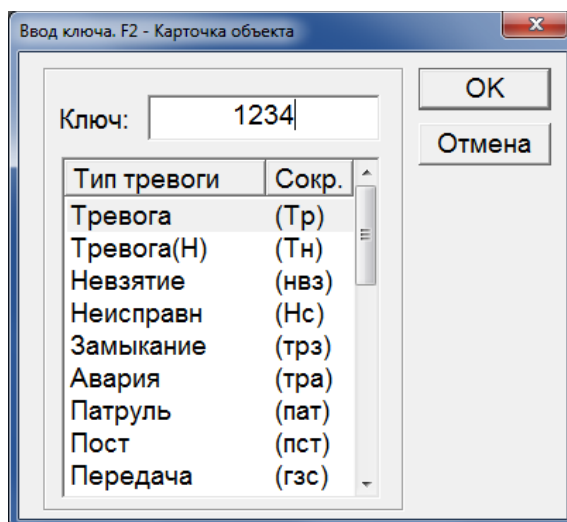 Ввод ключа. F2 - Карточка объекта
Ключ: 1234
OK
Отмена
Тип тревоги Сокр.
Тревога (Тр)
Тревога(Н) (Тн)
Невзятие (нвз)
Неисправн (Нс)
Замыкание (трз)
Авария (тра)
Патруль (пат)
Пост (пст)
Передача (гзс)